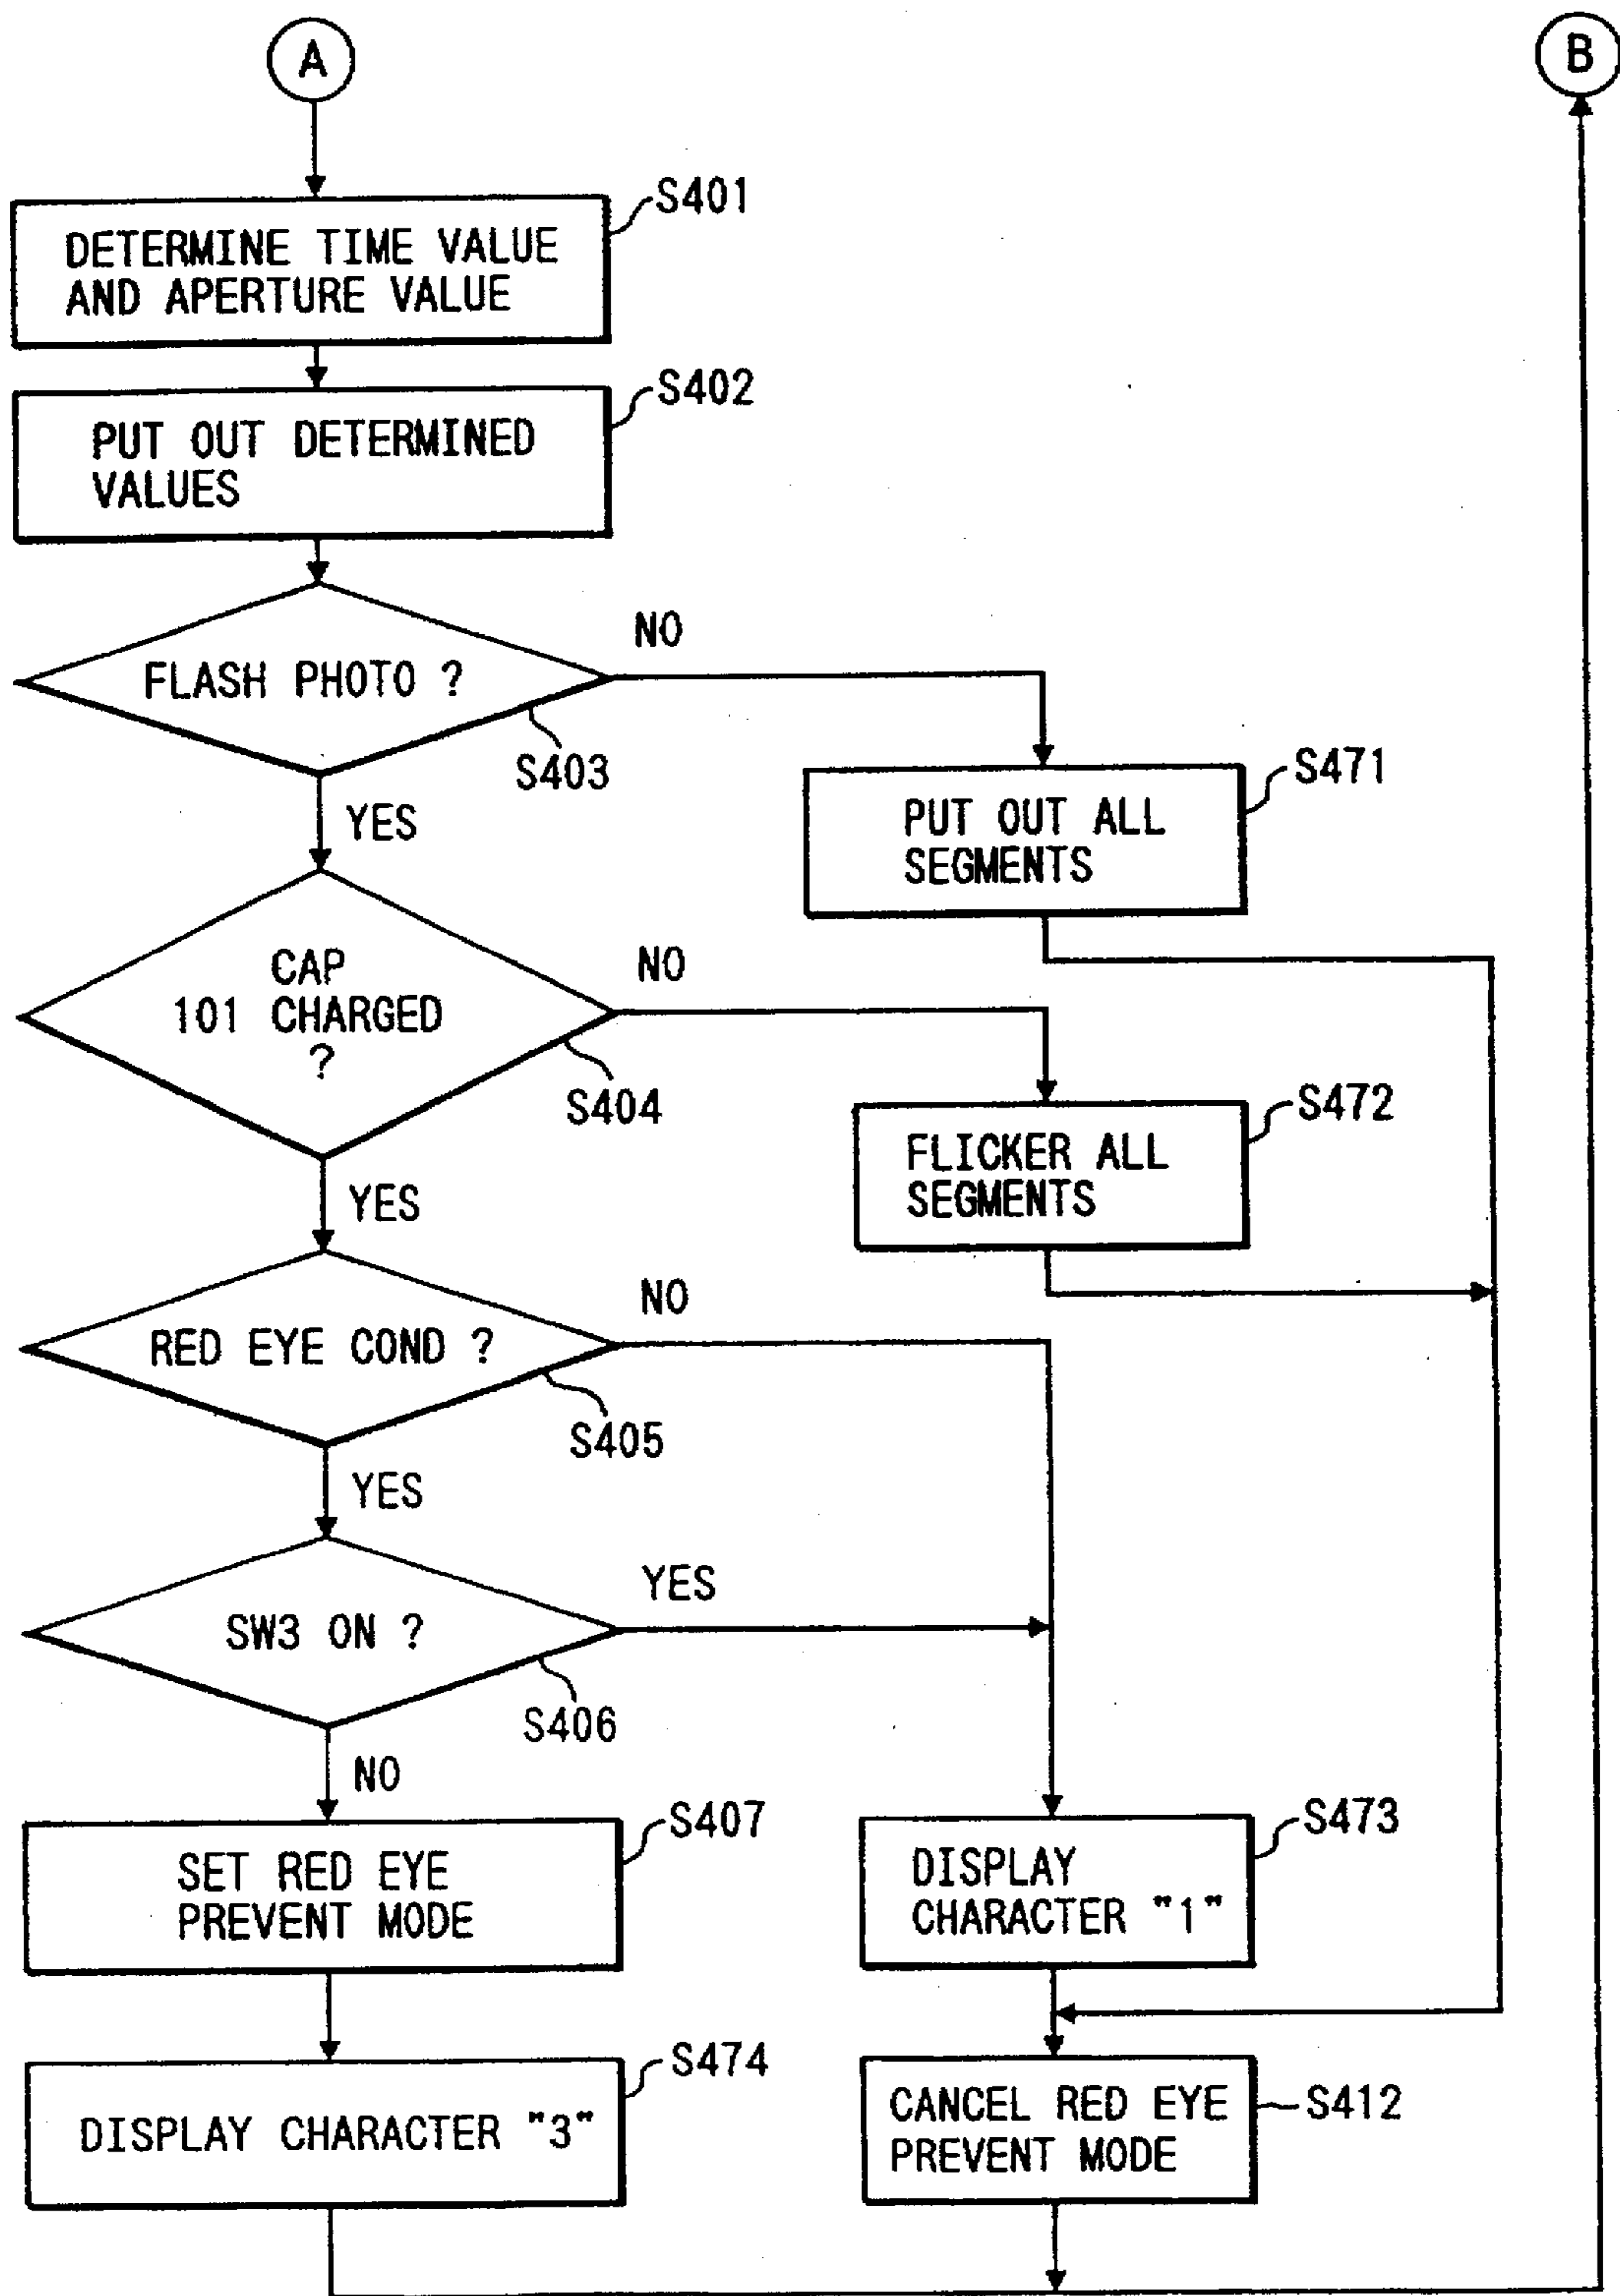 A
B
S401
DETERMINE TIME VALUE
AND APERTURE VALUE
S402
PUT OUT DETERMINED
VALUES
NO
FLASH PHOTO ?
S403
S471
YES
PUT OUT ALL
SEGMENTS
CAP
101 CHARGED
?
NO
S404
S472
FLICKER ALL
SEGMENTS
YES
NO
RED EYE COND ?
S405
YES
YES
SW3 ON ?
S406
NO
S407
SET RED EYE
PREVENT MODE
S473
DISPLAY
CHARACTER "1"
S474
DISPLAY CHARACTER "3"
CANCEL RED EYE
PREVENT MODE
S412